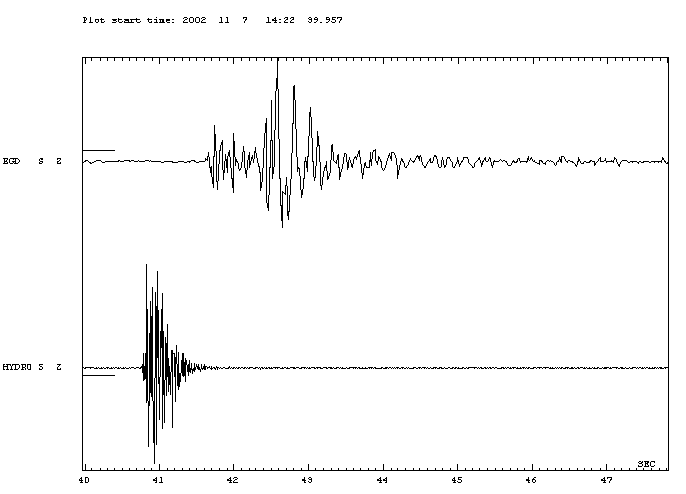 Plot start time: 2002 11 7 14:22 39.957
EGD S Z
HYDRO S Z
SEC
40 41 42 43 44 45 46 47